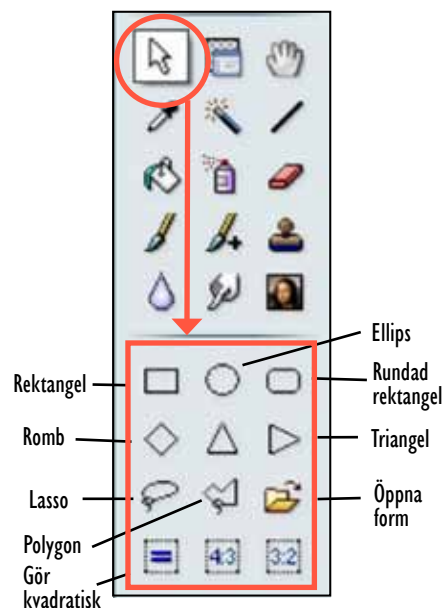 Ellips
Rektangel
Rundad
rektangel
Romb
Triangel
Lasso
Öppna
form
Polygon
Gör
kvadratisk
4:3
3:2